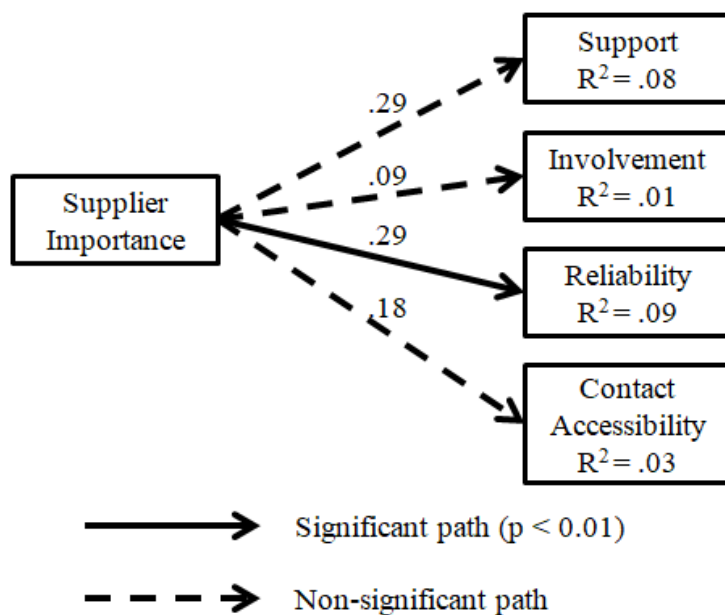 Support
R² = .08
.29
Involvement
R² = .01
.09
Supplier
Importance
.29
Reliability
R² = .09
.18
Contact
Accessibility
R² = .03
Significant path (p < 0.01)
Non-significant path